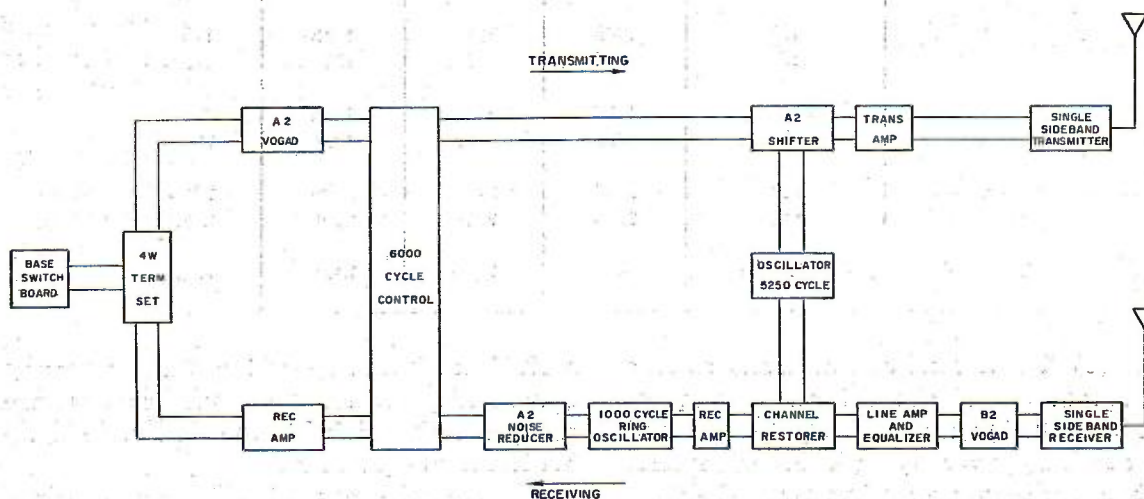 TRANSMITTING
A2
VOGAD
A2
SHIFTER
TRANS
AMP
SINGLE
SIDEBAND
TRANSMITTER
BASE
SWITCH
BOARD
4W
TERM
SET
6000
CYCLE
CONTROL
OSCILLATOR
5250 CYCLE
REC
AMP
A2
NOISE
REDUCER
1000 CYCLE
RING
OSCILLATOR
REC
AMP
CHANNEL
RESTORER
LINE AMP
AND
EQUALIZER
B2
VOGAD
SINGLE
SIDEBAND
RECEIVER
RECEIVING